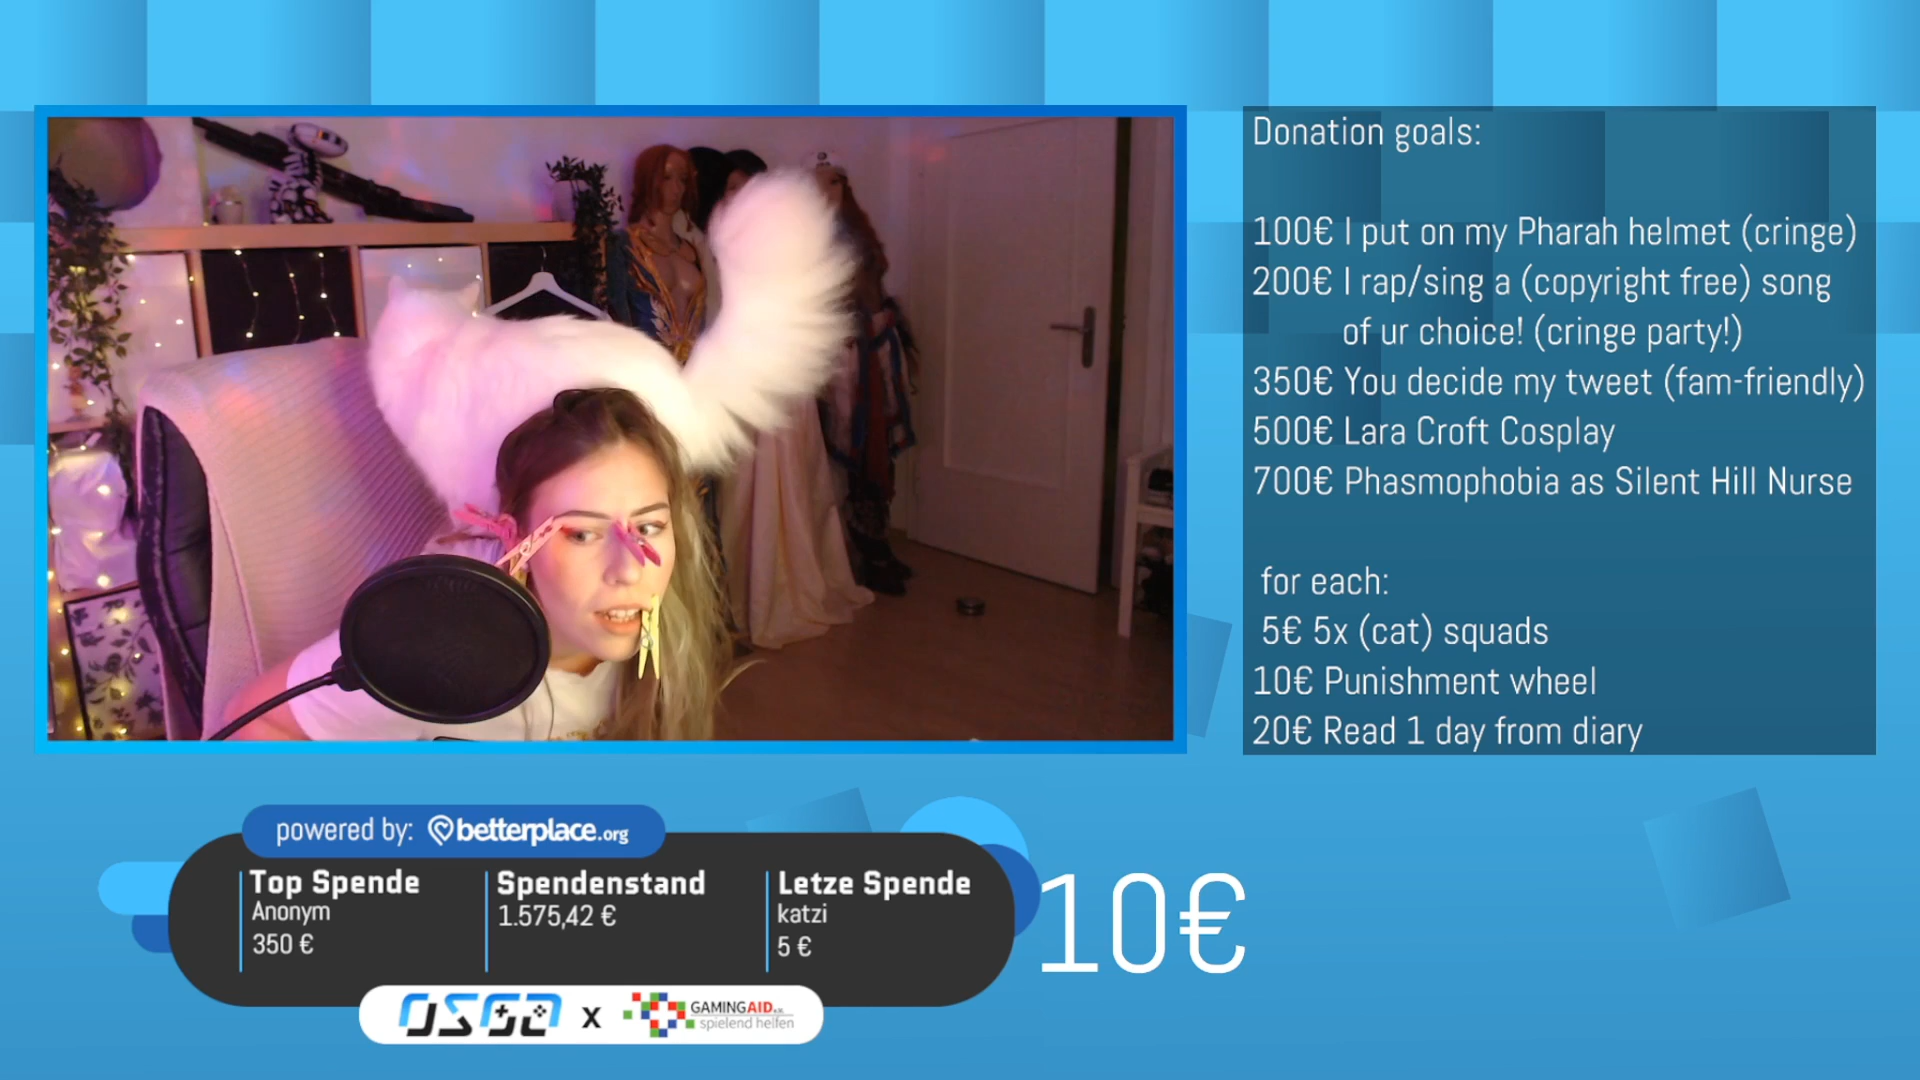 Donation goals:
100€ I put on my Pharah helmet (cringe)
200€ I rap/sing a (copyright free) song
of ur choice! (cringe party!)
350€ You decide my tweet (fam-friendly)
500€ Lara Croft Cosplay
700€ Phasmophobia as Silent Hill Nurse
for each:
5€ 5x (cat) squads
10€ Punishment wheel
20€ Read 1 day from diary
powered by: betterplace.org
Top Spende
Anonym
350 €
Spendenstand
1.575,42 €
Letze Spende
katzi
5 €
10€
x
GAMINGAID e.V.
spielend helfen